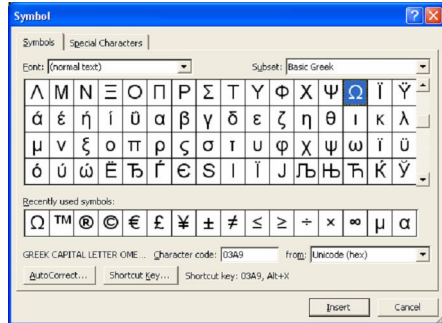 Symbol
Symbols Special Characters
Font: (normal text) Subset: Basic Greek
Λ Μ Ν Ξ Ο Π Ρ Σ Τ Υ Φ Χ Ψ Ω Ϊ Ϋ
ά έ ή ί ΰ α β γ δ ε ζ η θ ι κ λ
μ ν ξ ο π ρ ς σ τ υ φ χ ψ ω ϊ ϋ
ό ύ ώ Ё Ђ Ѓ Є Ѕ І Ї Ј Љ Њ Ћ Ќ Ў
Recently used symbols:
Ω ™ ® © € £ ¥ ± ≠ ≤ ≥ ÷ × ∞ µ α
GREEK CAPITAL LETTER OME... Character code: 03A9 from: Unicode (hex)
AutoCorrect... Shortcut Key... Shortcut key: 03A9, Alt+X
Insert Cancel